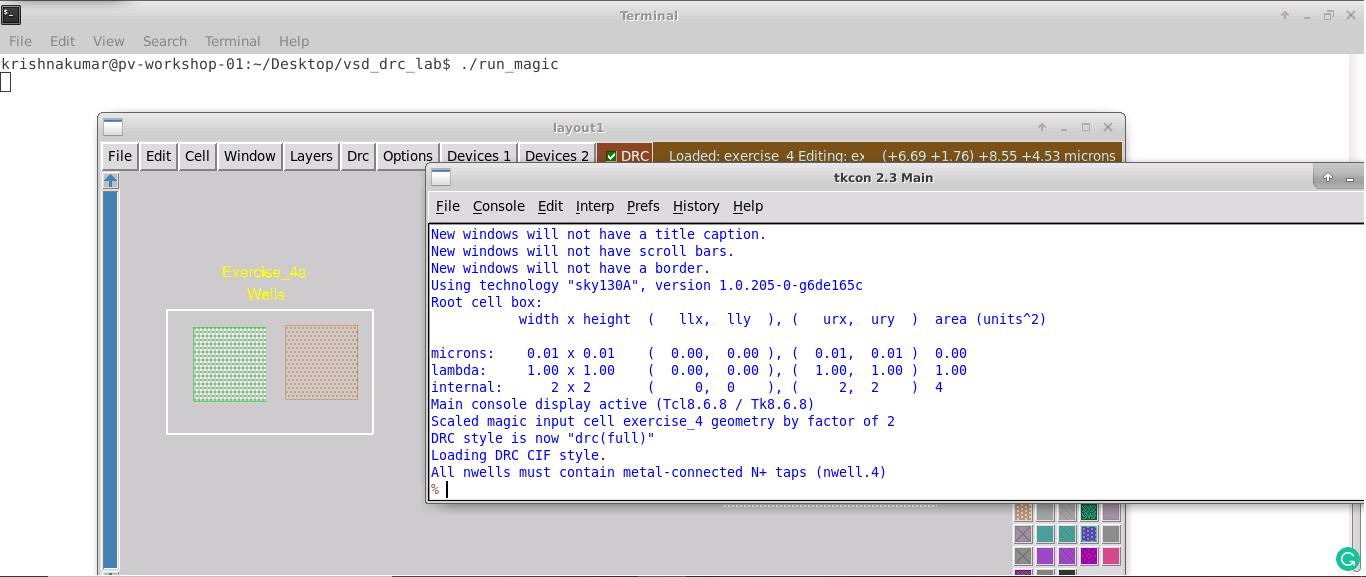 Terminal
File Edit View Search Terminal Help
krishnakumar@pv-workshop-01:~/Desktop/vsd_drc_lab$ ./run_magic
layout1
File Edit Cell Window Layers Drc Options Devices 1 Devices 2 DRC Loaded: exercise_4 Editing: ex (+6.69 +1.76) +8.55 +4.53 microns
tkcon 2.3 Main
File Console Edit Interp Prefs History Help
New windows will not have a title caption.
New windows will not have scroll bars.
New windows will not have a border.
Using technology "sky130A", version 1.0.205-0-g6de165c
Root cell box:
width x height ( llx, lly ), ( urx, ury ) area (units^2)
microns: 0.01 x 0.01 ( 0.00, 0.00 ), ( 0.01, 0.01 ) 0.00
lambda: 1.00 x 1.00 ( 0.00, 0.00 ), ( 1.00, 1.00 ) 1.00
internal: 2 x 2 ( 0, 0 ), ( 2, 2 ) 4
Main console display active (Tcl8.6.8 / Tk8.6.8)
Scaled magic input cell exercise_4 geometry by factor of 2
DRC style is now "drc(full)"
Loading DRC CIF style.
All nwells must contain metal-connected N+ taps (nwell.4)
%
Exercise_4a
Wells